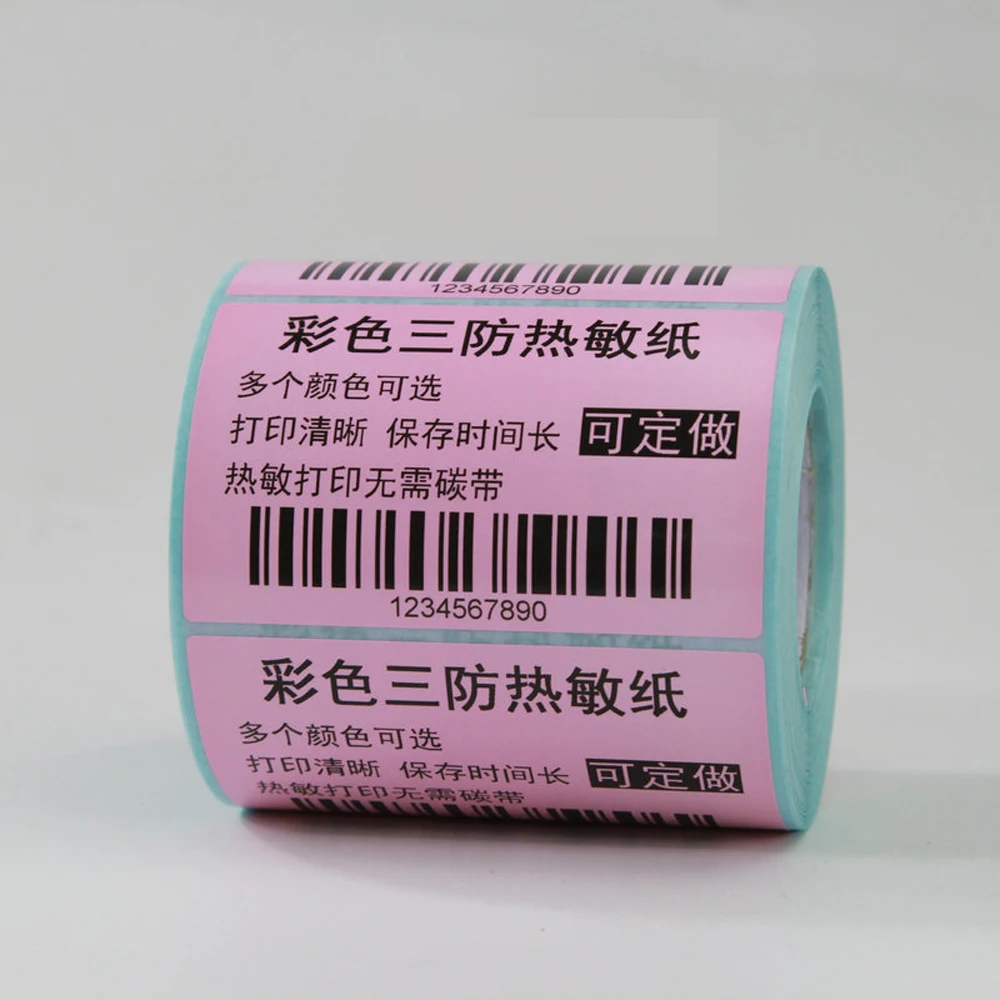 1234567890
彩色三防热敏纸
多个颜色可选
打印清晰 保存时间长 可定做
热敏打印无需碳带
1234567890
彩色三防热敏纸
多个颜色可选
打印清晰 保存时间长 可定做
热敏打印无需碳带